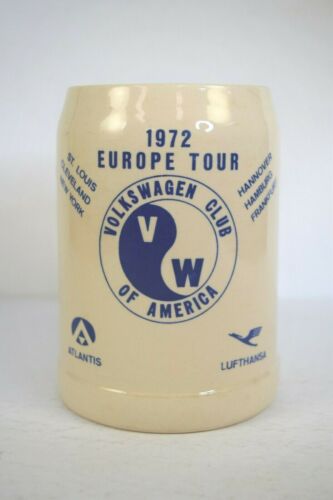 1972
EUROPE TOUR
ST. LOUIS
CLEVELAND
NEW YORK
HANNOVER
HAMBURG
FRANKFURT
VOLKSWAGEN CLUB
OF AMERICA
V
W
ATLANTIS
LUFTHANSA